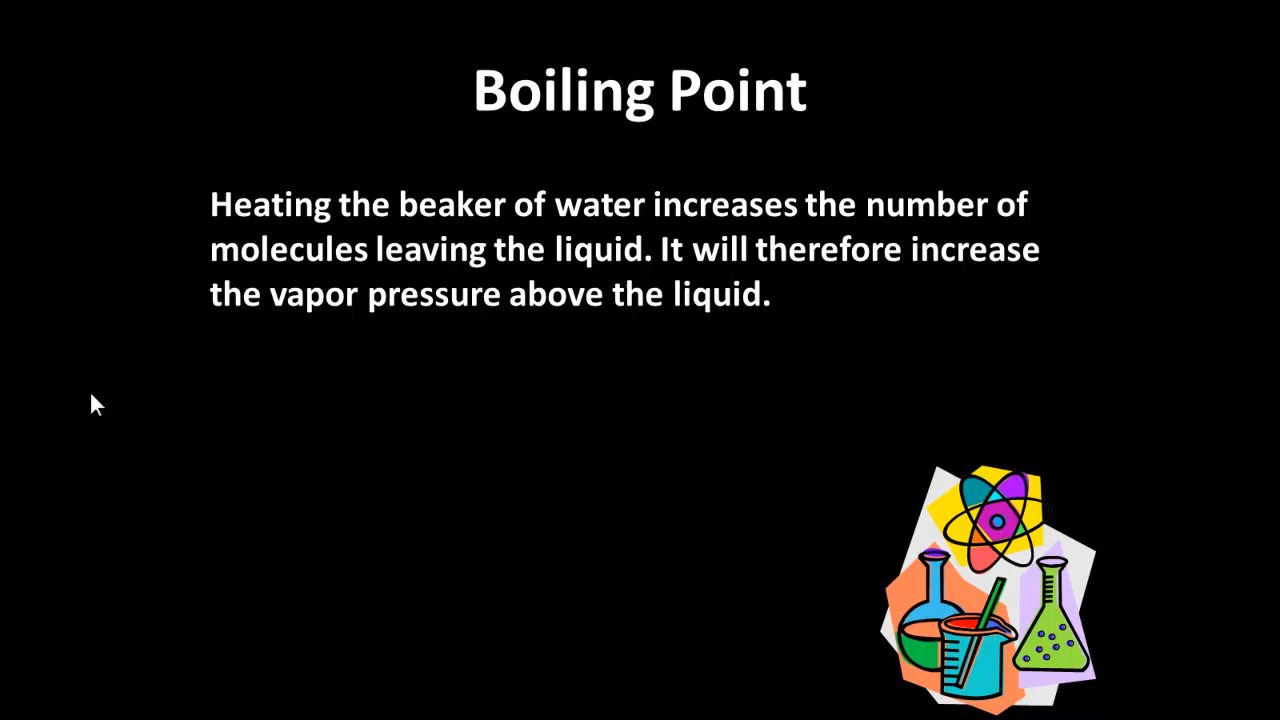 Boiling Point
Heating the beaker of water increases the number of
molecules leaving the liquid. It will therefore increase
the vapor pressure above the liquid.